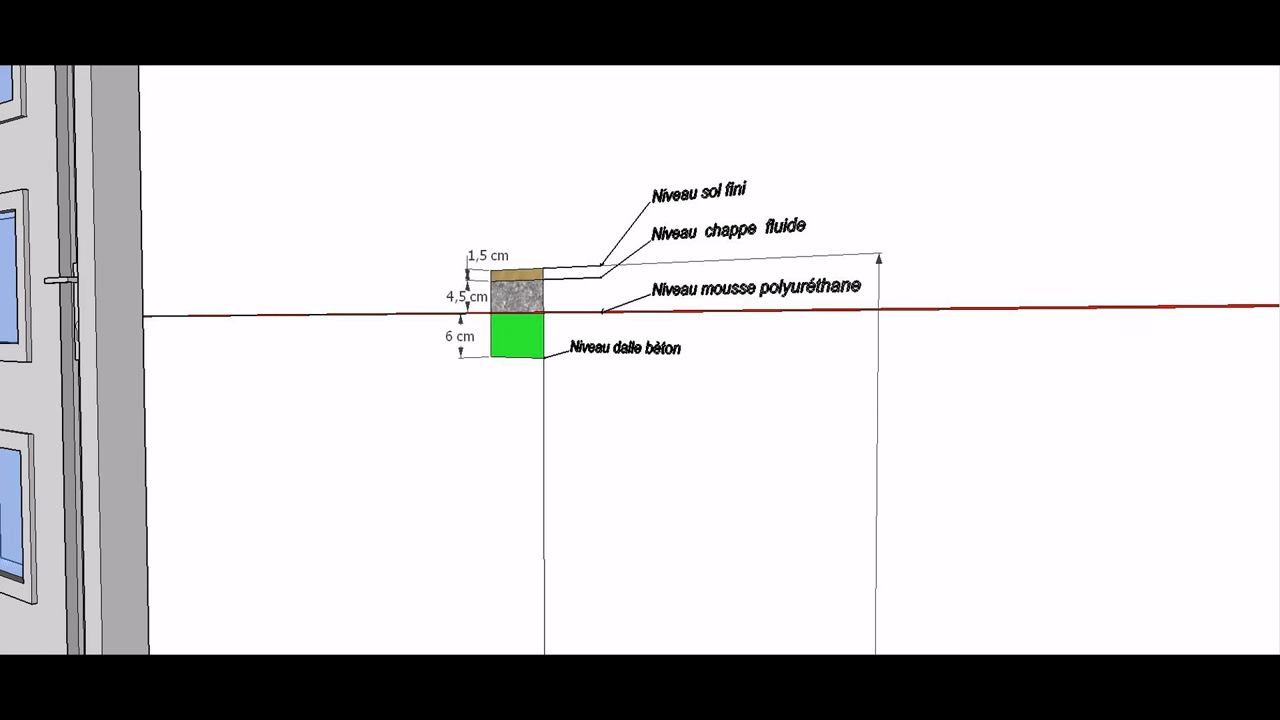 Niveau sol fini
Niveau chappe fluide
1,5 cm
Niveau mousse polyuréthane
4,5 cm
6 cm
Niveau dalle bèton